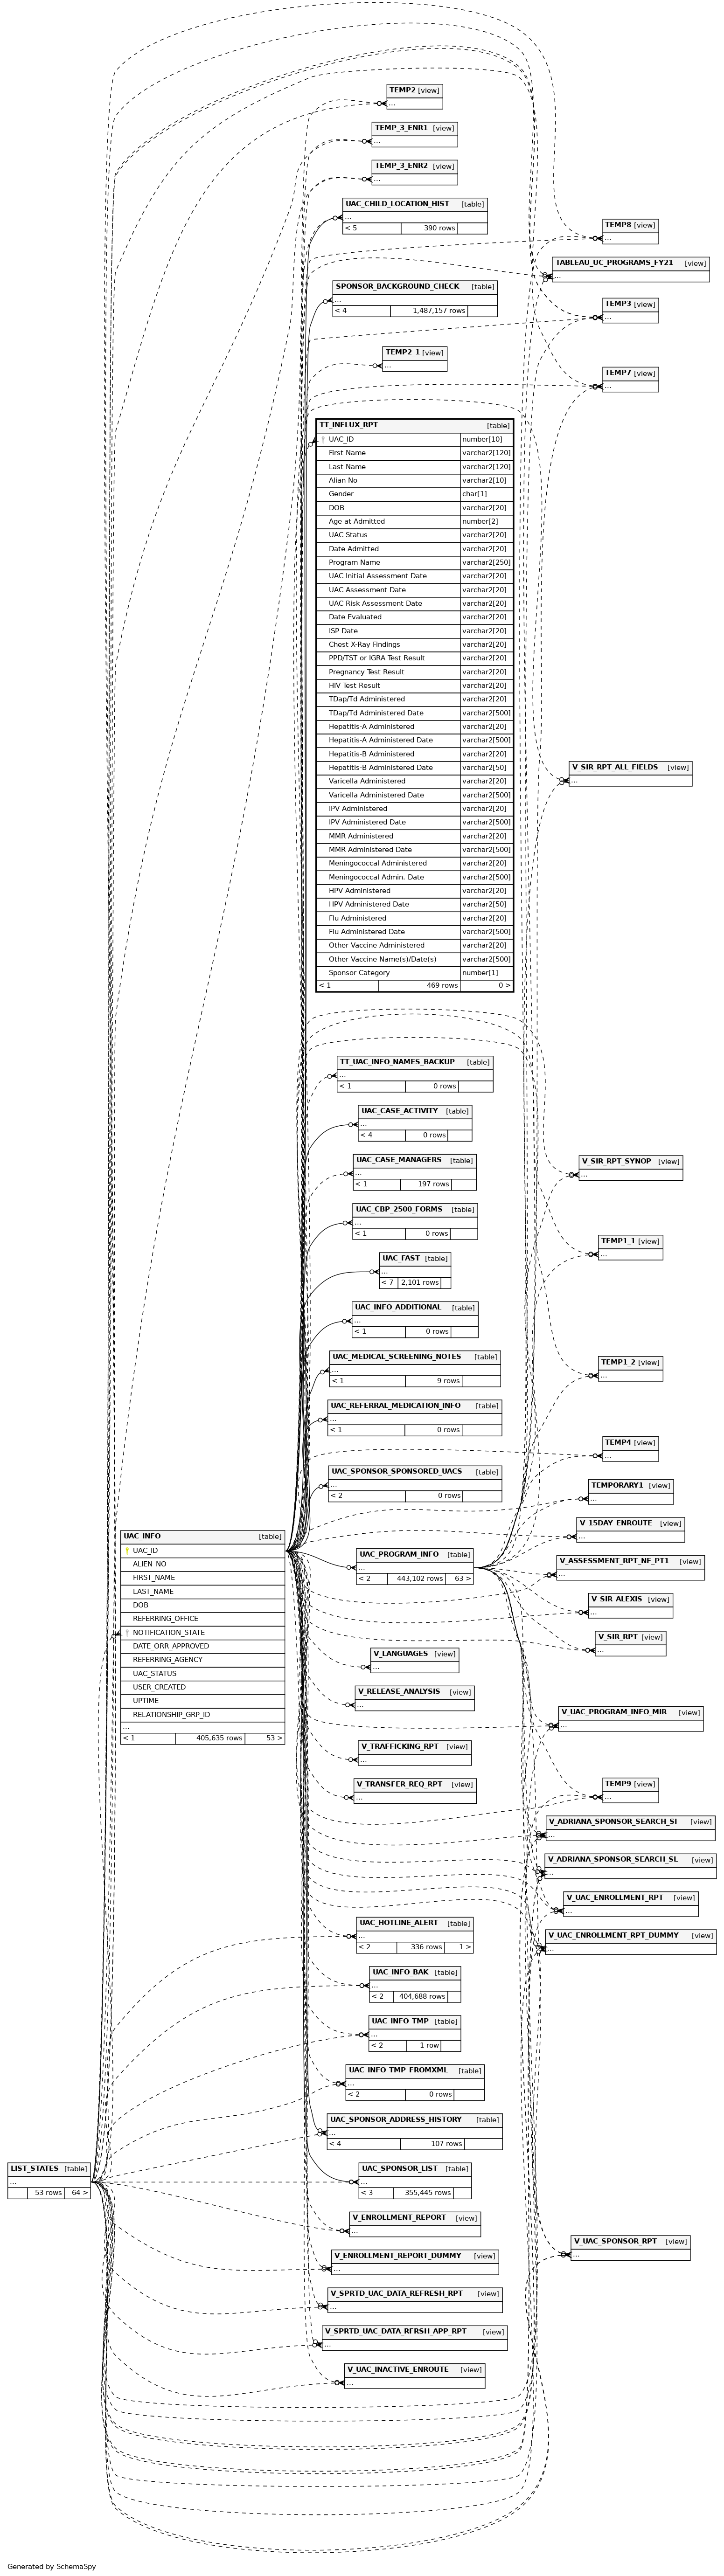 TEMP2 [view]
...
TEMP_3_ENR1 [view]
...
TEMP_3_ENR2 [view]
...
UAC_CHILD_LOCATION_HIST [table]
...
< 5 390 rows
SPONSOR_BACKGROUND_CHECK [table]
...
< 4 1,487,157 rows
TEMP2_1 [view]
...
TT_INFLUX_RPT [table]
UAC_ID number[10]
First Name varchar2[120]
Last Name varchar2[120]
Alian No varchar2[10]
Gender char[1]
DOB varchar2[20]
Age at Admitted number[2]
UAC Status varchar2[20]
Date Admitted varchar2[20]
Program Name varchar2[250]
UAC Initial Assessment Date varchar2[20]
UAC Assessment Date varchar2[20]
UAC Risk Assessment Date varchar2[20]
Date Evaluated varchar2[20]
ISP Date varchar2[20]
Chest X-Ray Findings varchar2[20]
PPD/TST or IGRA Test Result varchar2[20]
Pregnancy Test Result varchar2[20]
HIV Test Result varchar2[20]
TDap/Td Administered varchar2[20]
TDap/Td Administered Date varchar2[500]
Hepatitis-A Administered varchar2[20]
Hepatitis-A Administered Date varchar2[500]
Hepatitis-B Administered varchar2[20]
Hepatitis-B Administered Date varchar2[50]
Varicella Administered varchar2[20]
Varicella Administered Date varchar2[500]
IPV Administered varchar2[20]
IPV Administered Date varchar2[500]
MMR Administered varchar2[20]
MMR Administered Date varchar2[500]
Meningococcal Administered varchar2[20]
Meningococcal Admin. Date varchar2[500]
HPV Administered varchar2[20]
HPV Administered Date varchar2[50]
Flu Administered varchar2[20]
Flu Administered Date varchar2[500]
Other Vaccine Administered varchar2[20]
Other Vaccine Name(s)/Date(s) varchar2[500]
Sponsor Category number[1]
< 1 469 rows 0 >
TT_UAC_INFO_NAMES_BACKUP [table]
...
< 1 0 rows
UAC_CASE_ACTIVITY [table]
...
< 4 0 rows
UAC_CASE_MANAGERS [table]
...
< 1 197 rows
UAC_CBP_2500_FORMS [table]
...
< 1 0 rows
UAC_FAST [table]
...
< 7 2,101 rows
UAC_INFO_ADDITIONAL [table]
...
< 1 0 rows
UAC_MEDICAL_SCREENING_NOTES [table]
...
< 1 9 rows
UAC_REFERRAL_MEDICATION_INFO [table]
...
< 1 0 rows
UAC_SPONSOR_SPONSORED_UACS [table]
...
< 2 0 rows
UAC_PROGRAM_INFO [table]
...
< 2 443,102 rows 63 >
V_LANGUAGES [view]
...
V_RELEASE_ANALYSIS [view]
...
V_TRAFFICKING_RPT [view]
...
V_TRANSFER_REQ_RPT [view]
...
UAC_HOTLINE_ALERT [table]
...
< 2 336 rows 1 >
UAC_INFO_BAK [table]
...
< 2 404,688 rows
UAC_INFO_TMP [table]
...
< 2 1 row
UAC_INFO_TMP_FROMXML [table]
...
< 2 0 rows
UAC_SPONSOR_ADDRESS_HISTORY [table]
...
< 4 107 rows
UAC_SPONSOR_LIST [table]
...
< 3 355,445 rows
V_ENROLLMENT_REPORT [view]
...
V_ENROLLMENT_REPORT_DUMMY [view]
...
V_SPRTD_UAC_DATA_REFRESH_RPT [view]
...
V_SPRTD_UAC_DATA_RFRSH_APP_RPT [view]
...
V_UAC_INACTIVE_ENROUTE [view]
...
UAC_INFO [table]
UAC_ID
ALIEN_NO
FIRST_NAME
LAST_NAME
DOB
REFERRING_OFFICE
NOTIFICATION_STATE
DATE_ORR_APPROVED
REFERRING_AGENCY
UAC_STATUS
USER_CREATED
UPTIME
RELATIONSHIP_GRP_ID
...
< 1 405,635 rows 53 >
LIST_STATES [table]
...
53 rows 64 >
TEMP8 [view]
...
TABLEAU_UC_PROGRAMS_FY21 [view]
...
TEMP3 [view]
...
TEMP7 [view]
...
V_SIR_RPT_ALL_FIELDS [view]
...
V_SIR_RPT_SYNOP [view]
...
TEMP1_1 [view]
...
TEMP1_2 [view]
...
TEMP4 [view]
...
TEMPORARY1 [view]
...
V_15DAY_ENROUTE [view]
...
V_ASSESSMENT_RPT_NF_PT1 [view]
...
V_SIR_ALEXIS [view]
...
V_SIR_RPT [view]
...
V_UAC_PROGRAM_INFO_MIR [view]
...
TEMP9 [view]
...
V_ADRIANA_SPONSOR_SEARCH_SI [view]
...
V_ADRIANA_SPONSOR_SEARCH_SL [view]
...
V_UAC_ENROLLMENT_RPT [view]
...
V_UAC_ENROLLMENT_RPT_DUMMY [view]
...
V_UAC_SPONSOR_RPT [view]
...
Generated by SchemaSpy